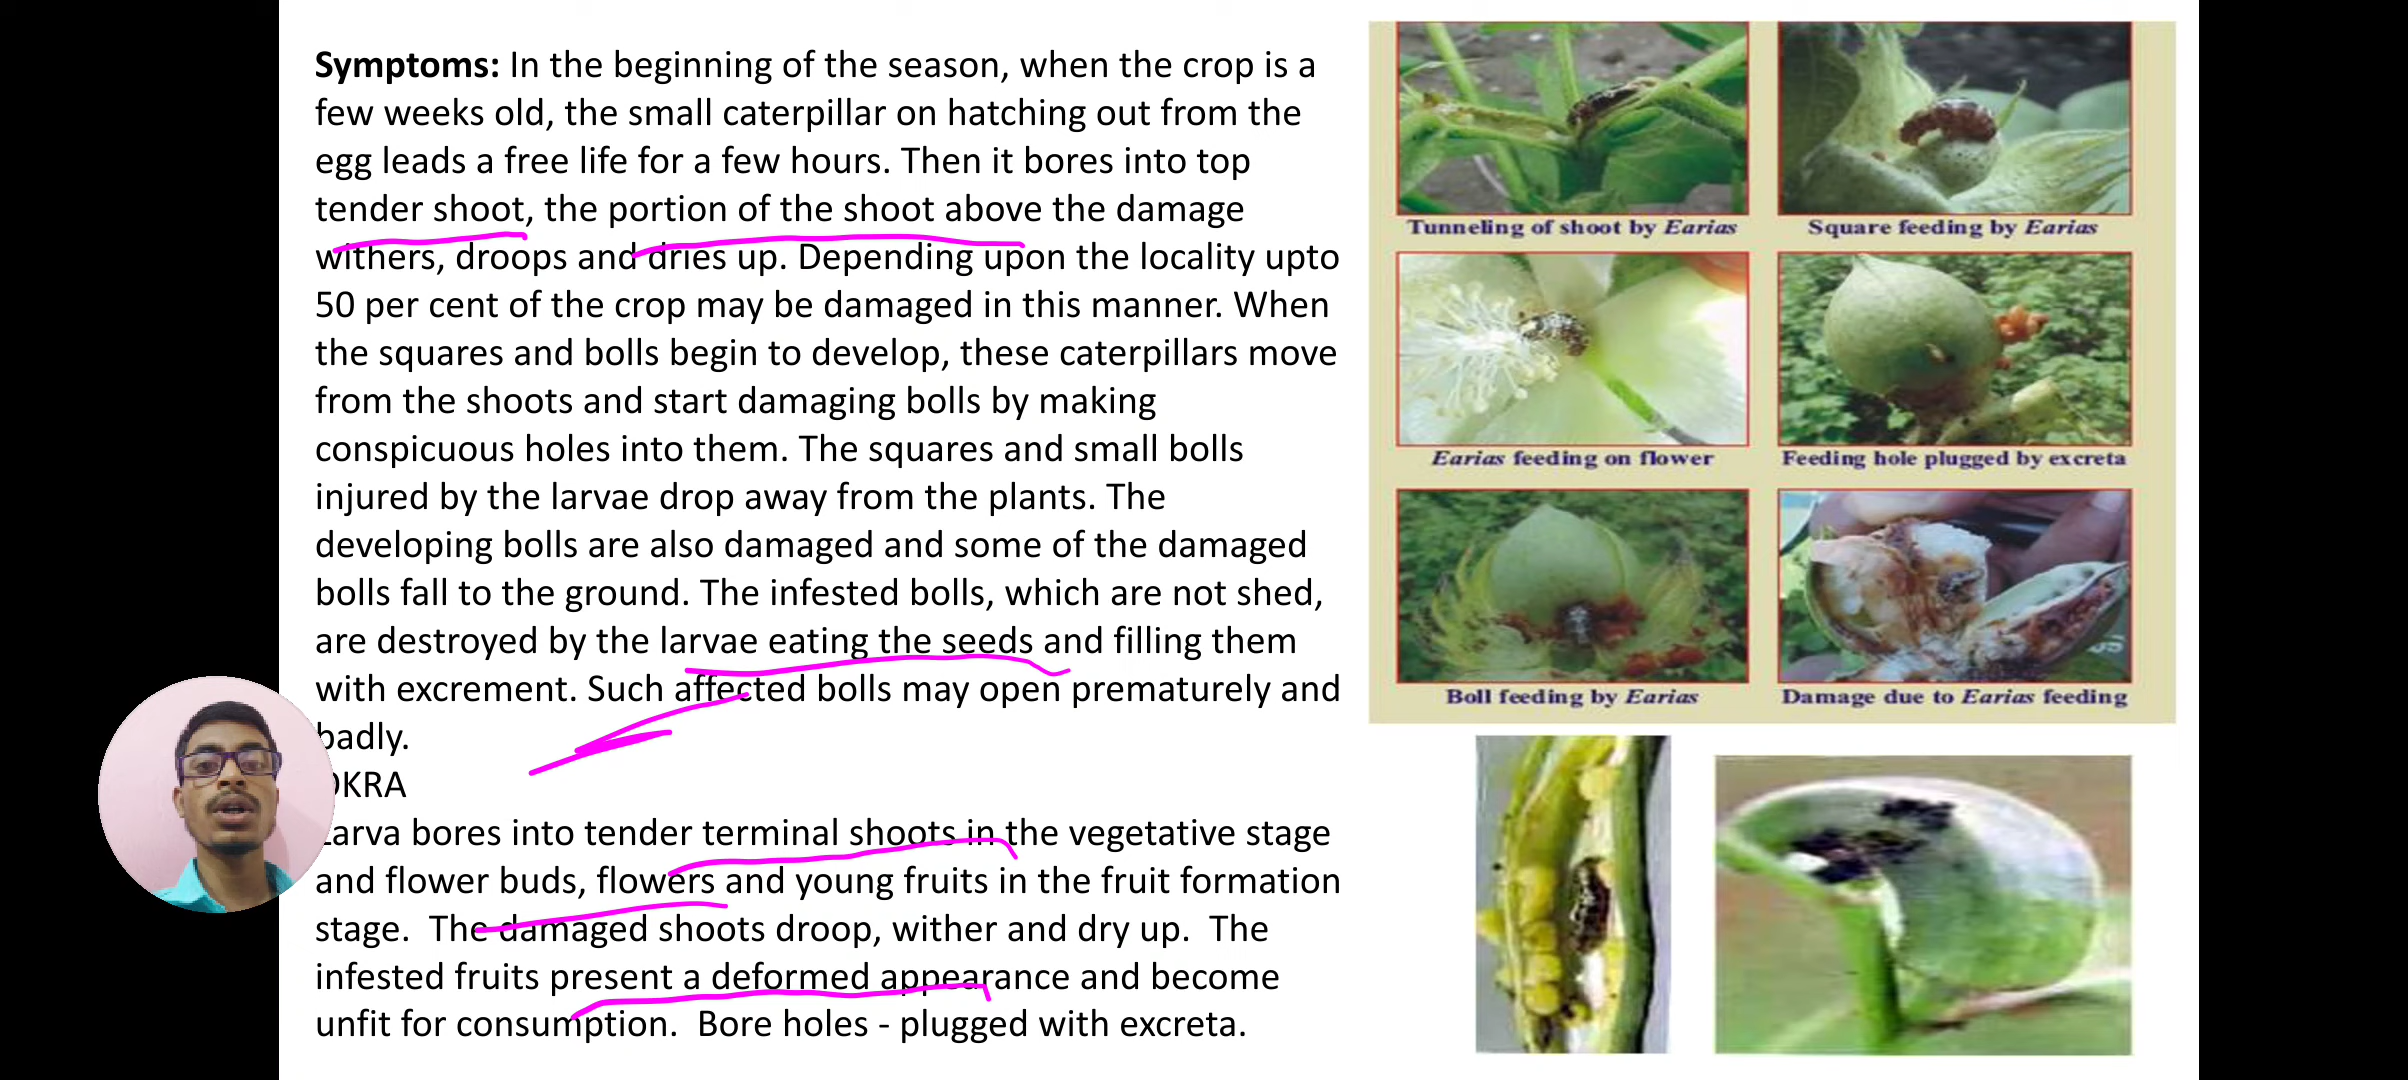 Symptoms: In the beginning of the season, when the crop is a
few weeks old, the small caterpillar on hatching out from the
egg leads a free life for a few hours. Then it bores into top
tender shoot, the portion of the shoot above the damage
withers, droops and dries up. Depending upon the locality upto
50 per cent of the crop may be damaged in this manner. When
the squares and bolls begin to develop, these caterpillars move
from the shoots and start damaging bolls by making
conspicuous holes into them. The squares and small bolls
injured by the larvae drop away from the plants. The
developing bolls are also damaged and some of the damaged
bolls fall to the ground. The infested bolls, which are not shed,
are destroyed by the larvae eating the seeds and filling them
with excrement. Such affected bolls may open prematurely and
badly.
OKRA
Larva bores into tender terminal shoots in the vegetative stage
and flower buds, flowers and young fruits in the fruit formation
stage.  The damaged shoots droop, wither and dry up.  The
infested fruits present a deformed appearance and become
unfit for consumption.  Bore holes - plugged with excreta.
Tunneling of shoot by Earias
Square feeding by Earias
Earias feeding on flower
Feeding hole plugged by excreta
Boll feeding by Earias
Damage due to Earias feeding